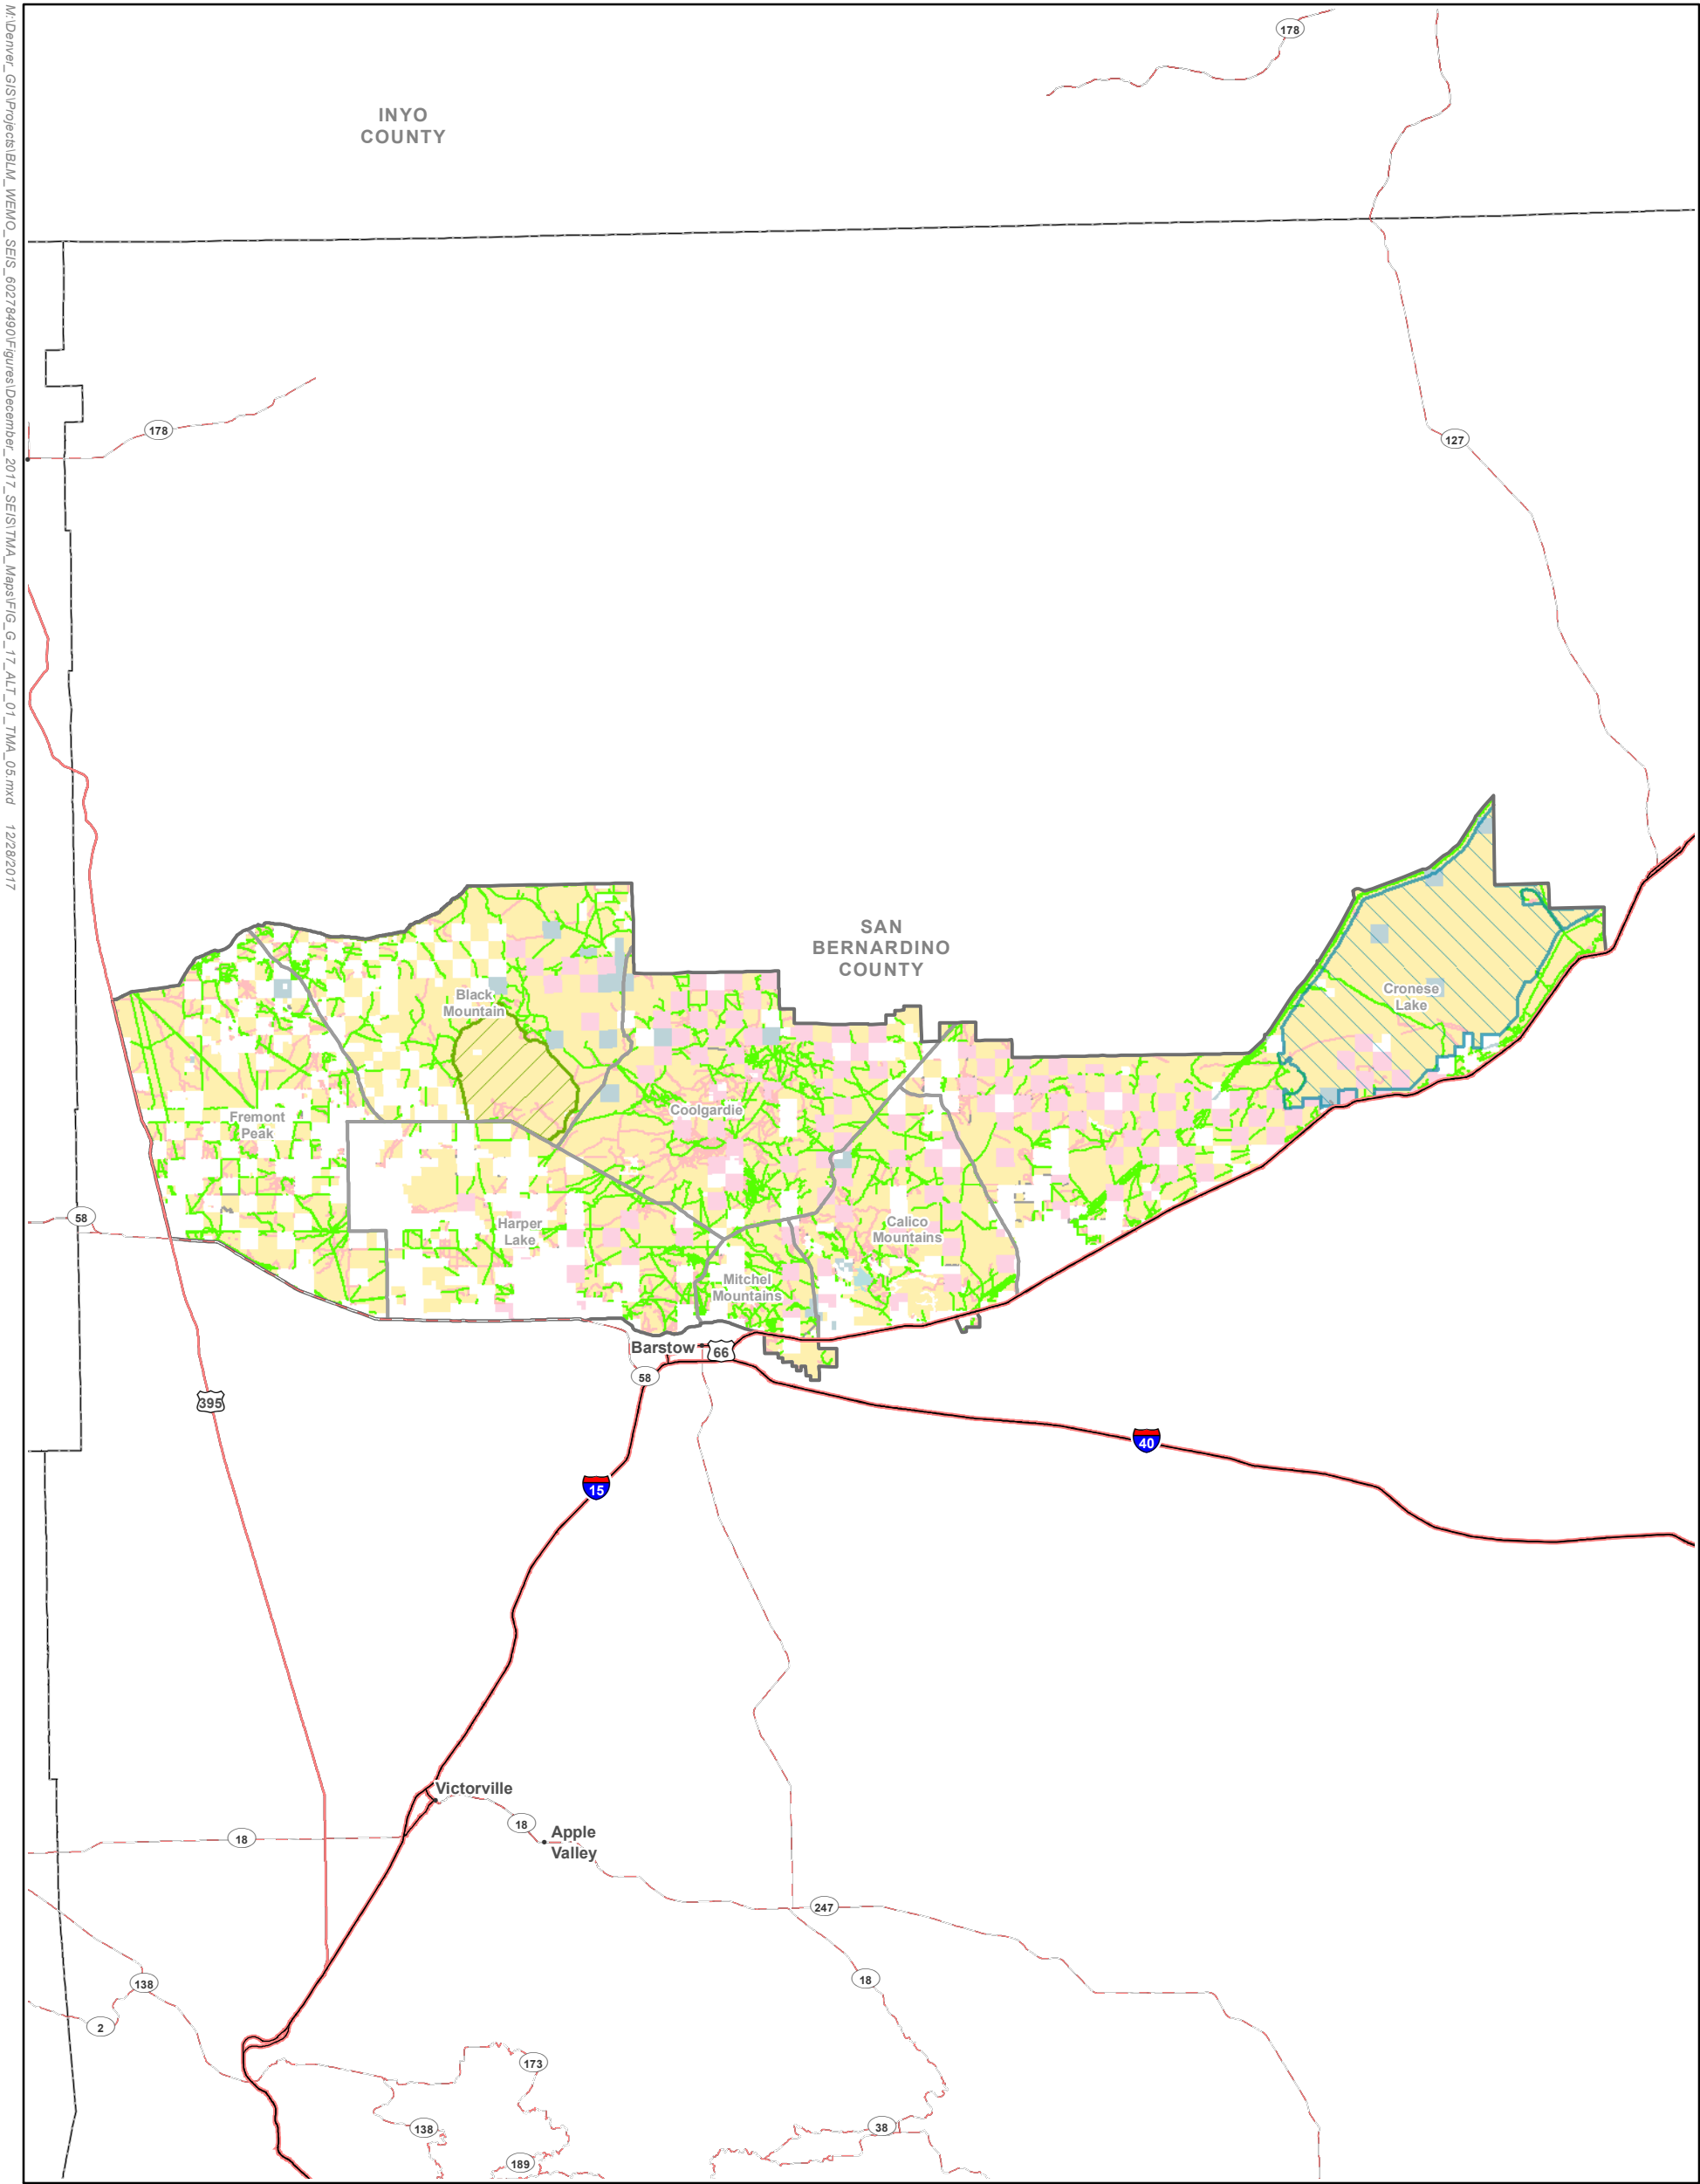 178
INYO
COUNTY
178
127
SAN
BERNARDINO
COUNTY
Black
Mountain
Cronese
Lake
Fremont
Peak
Coolgardie
Harper
Lake
Calico
Mountains
Mitchel
Mountains
58
Barstow
66
58
395
40
15
Victorville
18
18
Apple
Valley
247
138
18
2
173
138
38
189
M:\Denver_GIS\Projects\BLM_WEMO_SEIS_60278490\Figures\December_2017_SEIS\TMA_Maps\FIG_G_17_ALT_01_TMA_05.mxd 12/28/2017